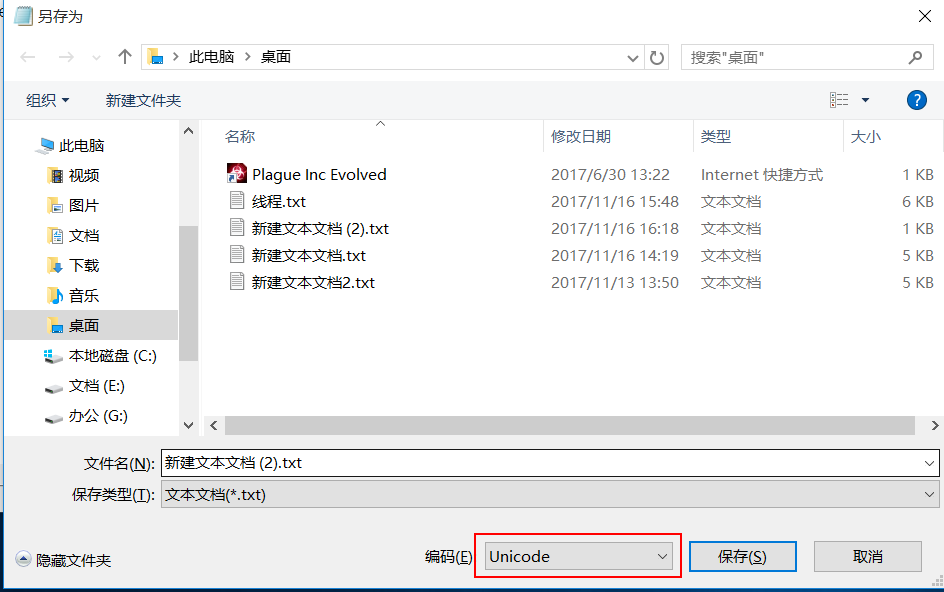 另存为
此电脑 > 桌面
搜索"桌面"
组织 新建文件夹
名称 修改日期 类型 大小
此电脑
视频
图片
文档
下载
音乐
桌面
本地磁盘 (C:)
文档 (E:)
办公 (G:)
Plague Inc Evolved 2017/6/30 13:22 Internet 快捷方式 1 KB
线程.txt 2017/11/16 15:48 文本文档 6 KB
新建文本文档 (2).txt 2017/11/16 16:18 文本文档 1 KB
新建文本文档.txt 2017/11/16 14:19 文本文档 5 KB
新建文本文档2.txt 2017/11/13 13:50 文本文档 5 KB
文件名(N): 新建文本文档 (2).txt
保存类型(T): 文本文档(*.txt)
隐藏文件夹 编码(E) Unicode 保存(S) 取消